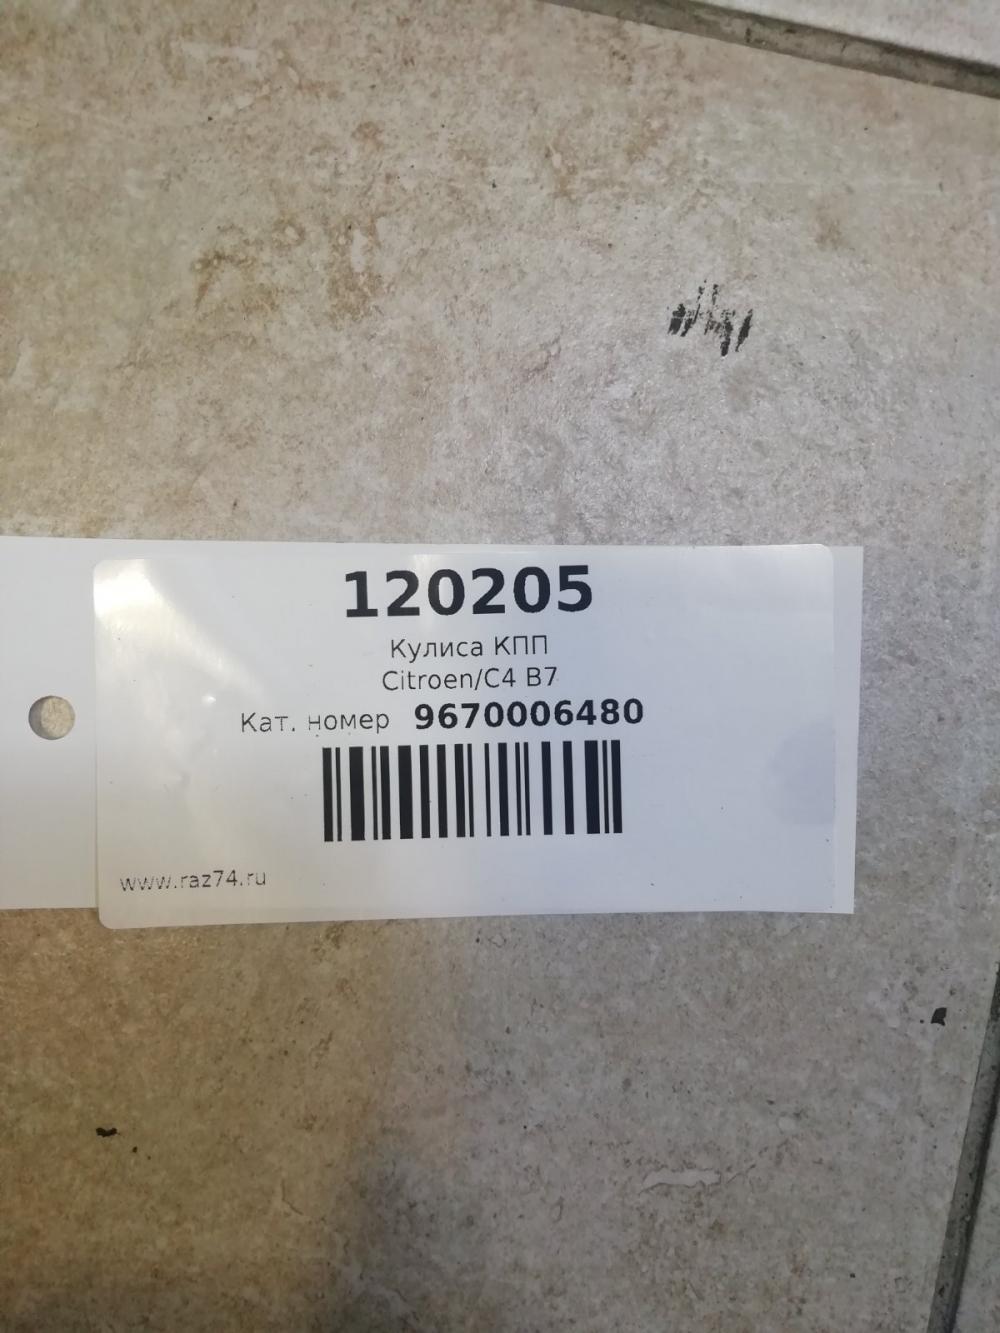 120205
Кулиса КПП
Citroen/C4 B7
Кат. номер 9670006480
www.raz74.ru